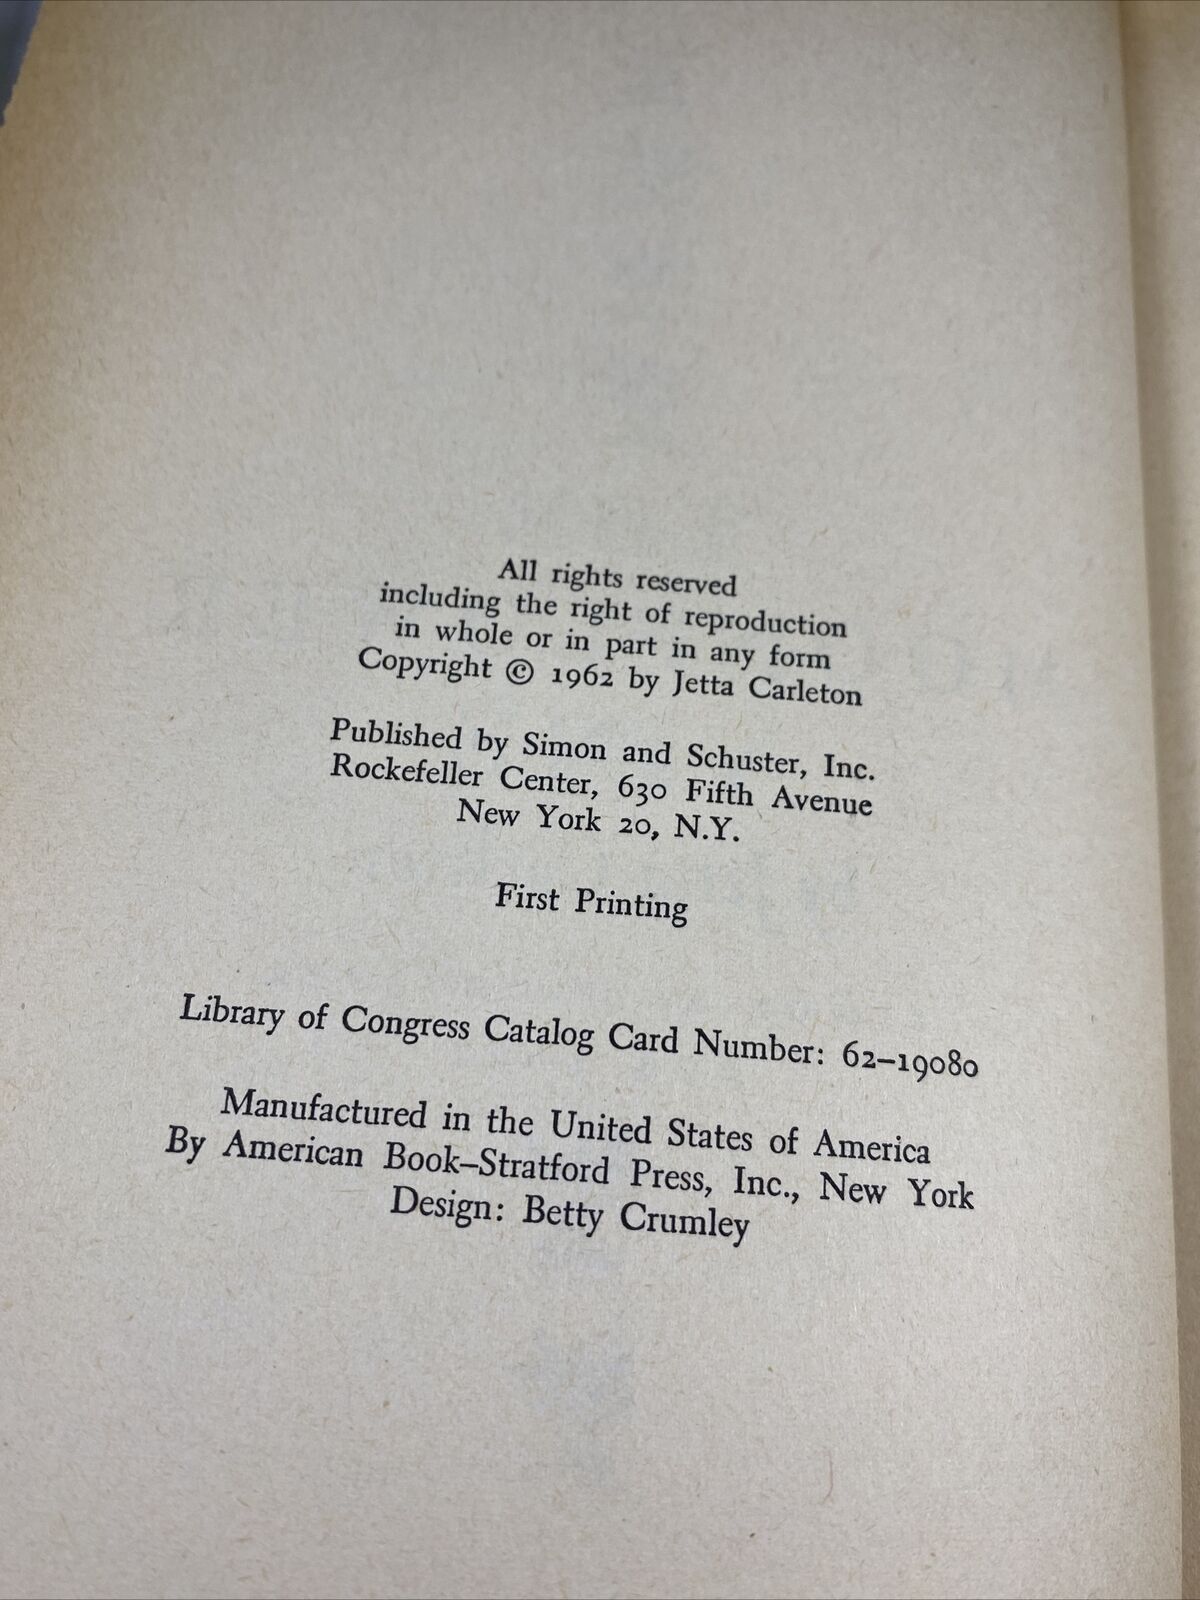 All rights reserved
including the right of reproduction
in whole or in part in any form
Copyright © 1962 by Jetta Carleton
Published by Simon and Schuster, Inc.
Rockefeller Center, 630 Fifth Avenue
New York 20, N.Y.
First Printing
Library of Congress Catalog Card Number: 62–19080
Manufactured in the United States of America
By American Book–Stratford Press, Inc., New York
Design: Betty Crumley